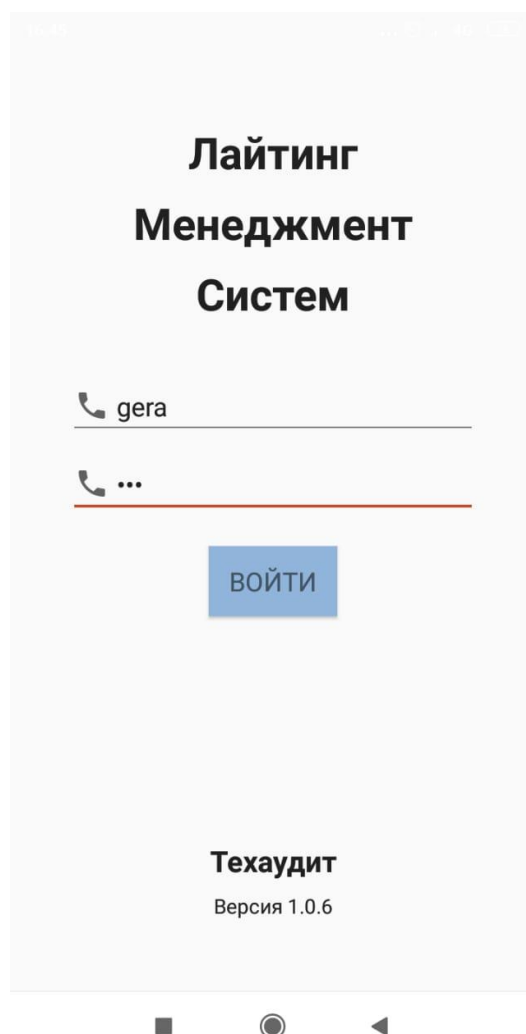 Лайтинг
Менеджмент
Систем
gera
•••
ВОЙТИ
Техаудит
Версия 1.0.6